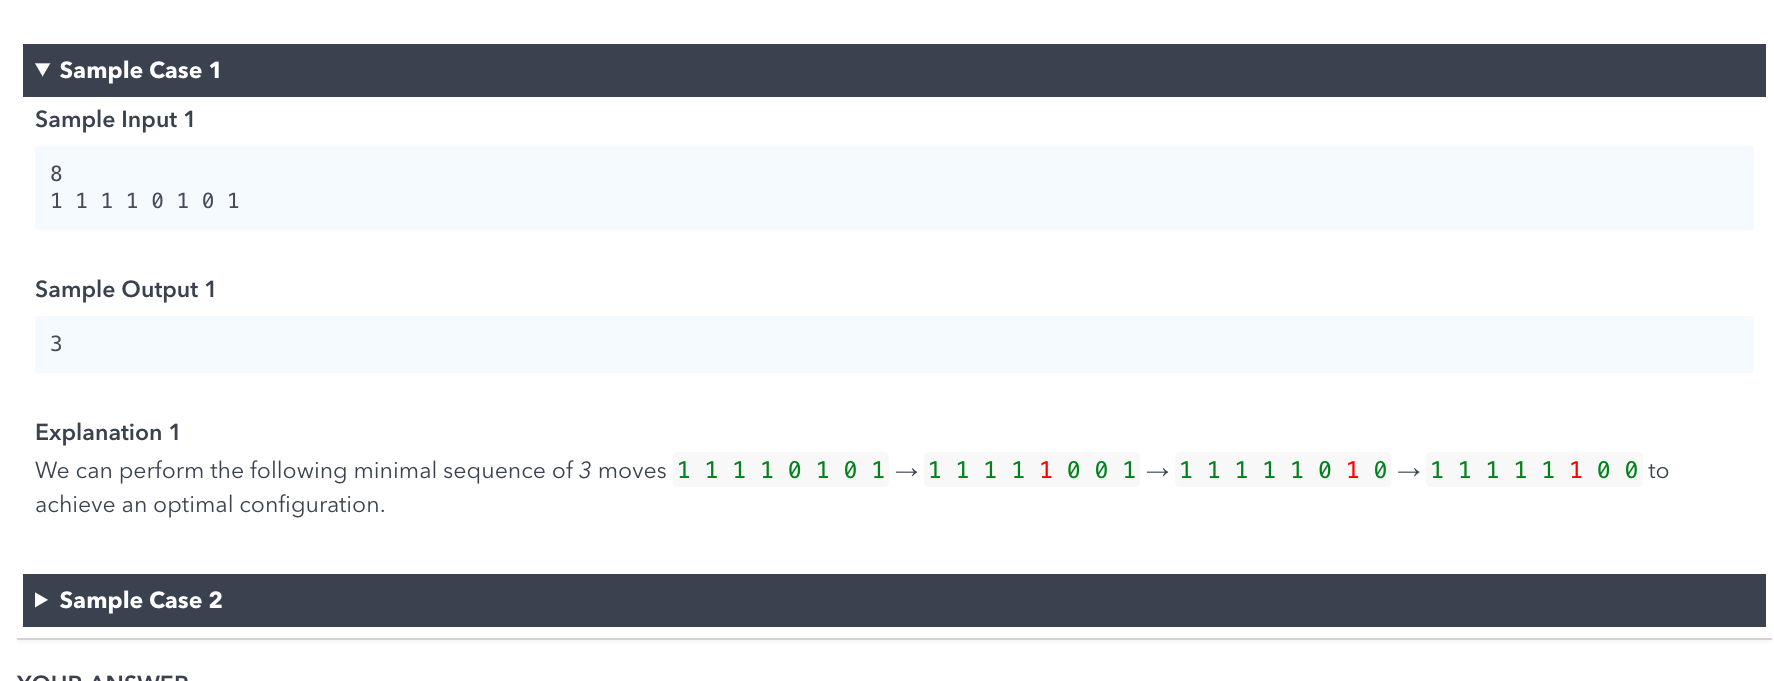 ▼ Sample Case 1
Sample Input 1
8
1 1 1 1 0 1 0 1
Sample Output 1
3
Explanation 1
We can perform the following minimal sequence of 3 moves 1 1 1 1 0 1 0 1 → 1 1 1 1 1 0 0 1 → 1 1 1 1 1 0 1 0 → 1 1 1 1 1 1 0 0 to
achieve an optimal configuration.
▶ Sample Case 2
YOUR ANSWER